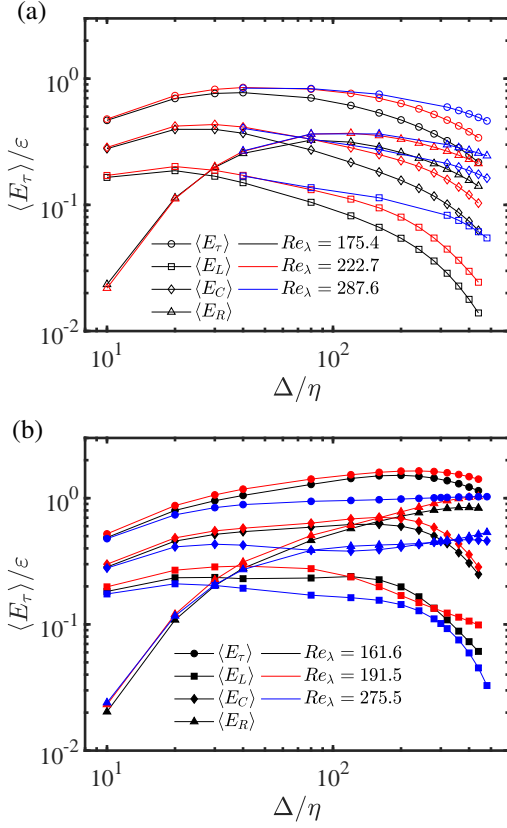 (a)
10^0
10^-1
10^-2
⟨E_τ⟩/ε
⟨E_τ⟩ Re_λ = 175.4
⟨E_L⟩ Re_λ = 222.7
⟨E_C⟩ Re_λ = 287.6
⟨E_R⟩
10^1 10^2
Δ/η
(b)
10^0
10^-1
10^-2
⟨E_τ⟩/ε
⟨E_τ⟩ Re_λ = 161.6
⟨E_L⟩ Re_λ = 191.5
⟨E_C⟩ Re_λ = 275.5
⟨E_R⟩
10^1 10^2
Δ/η